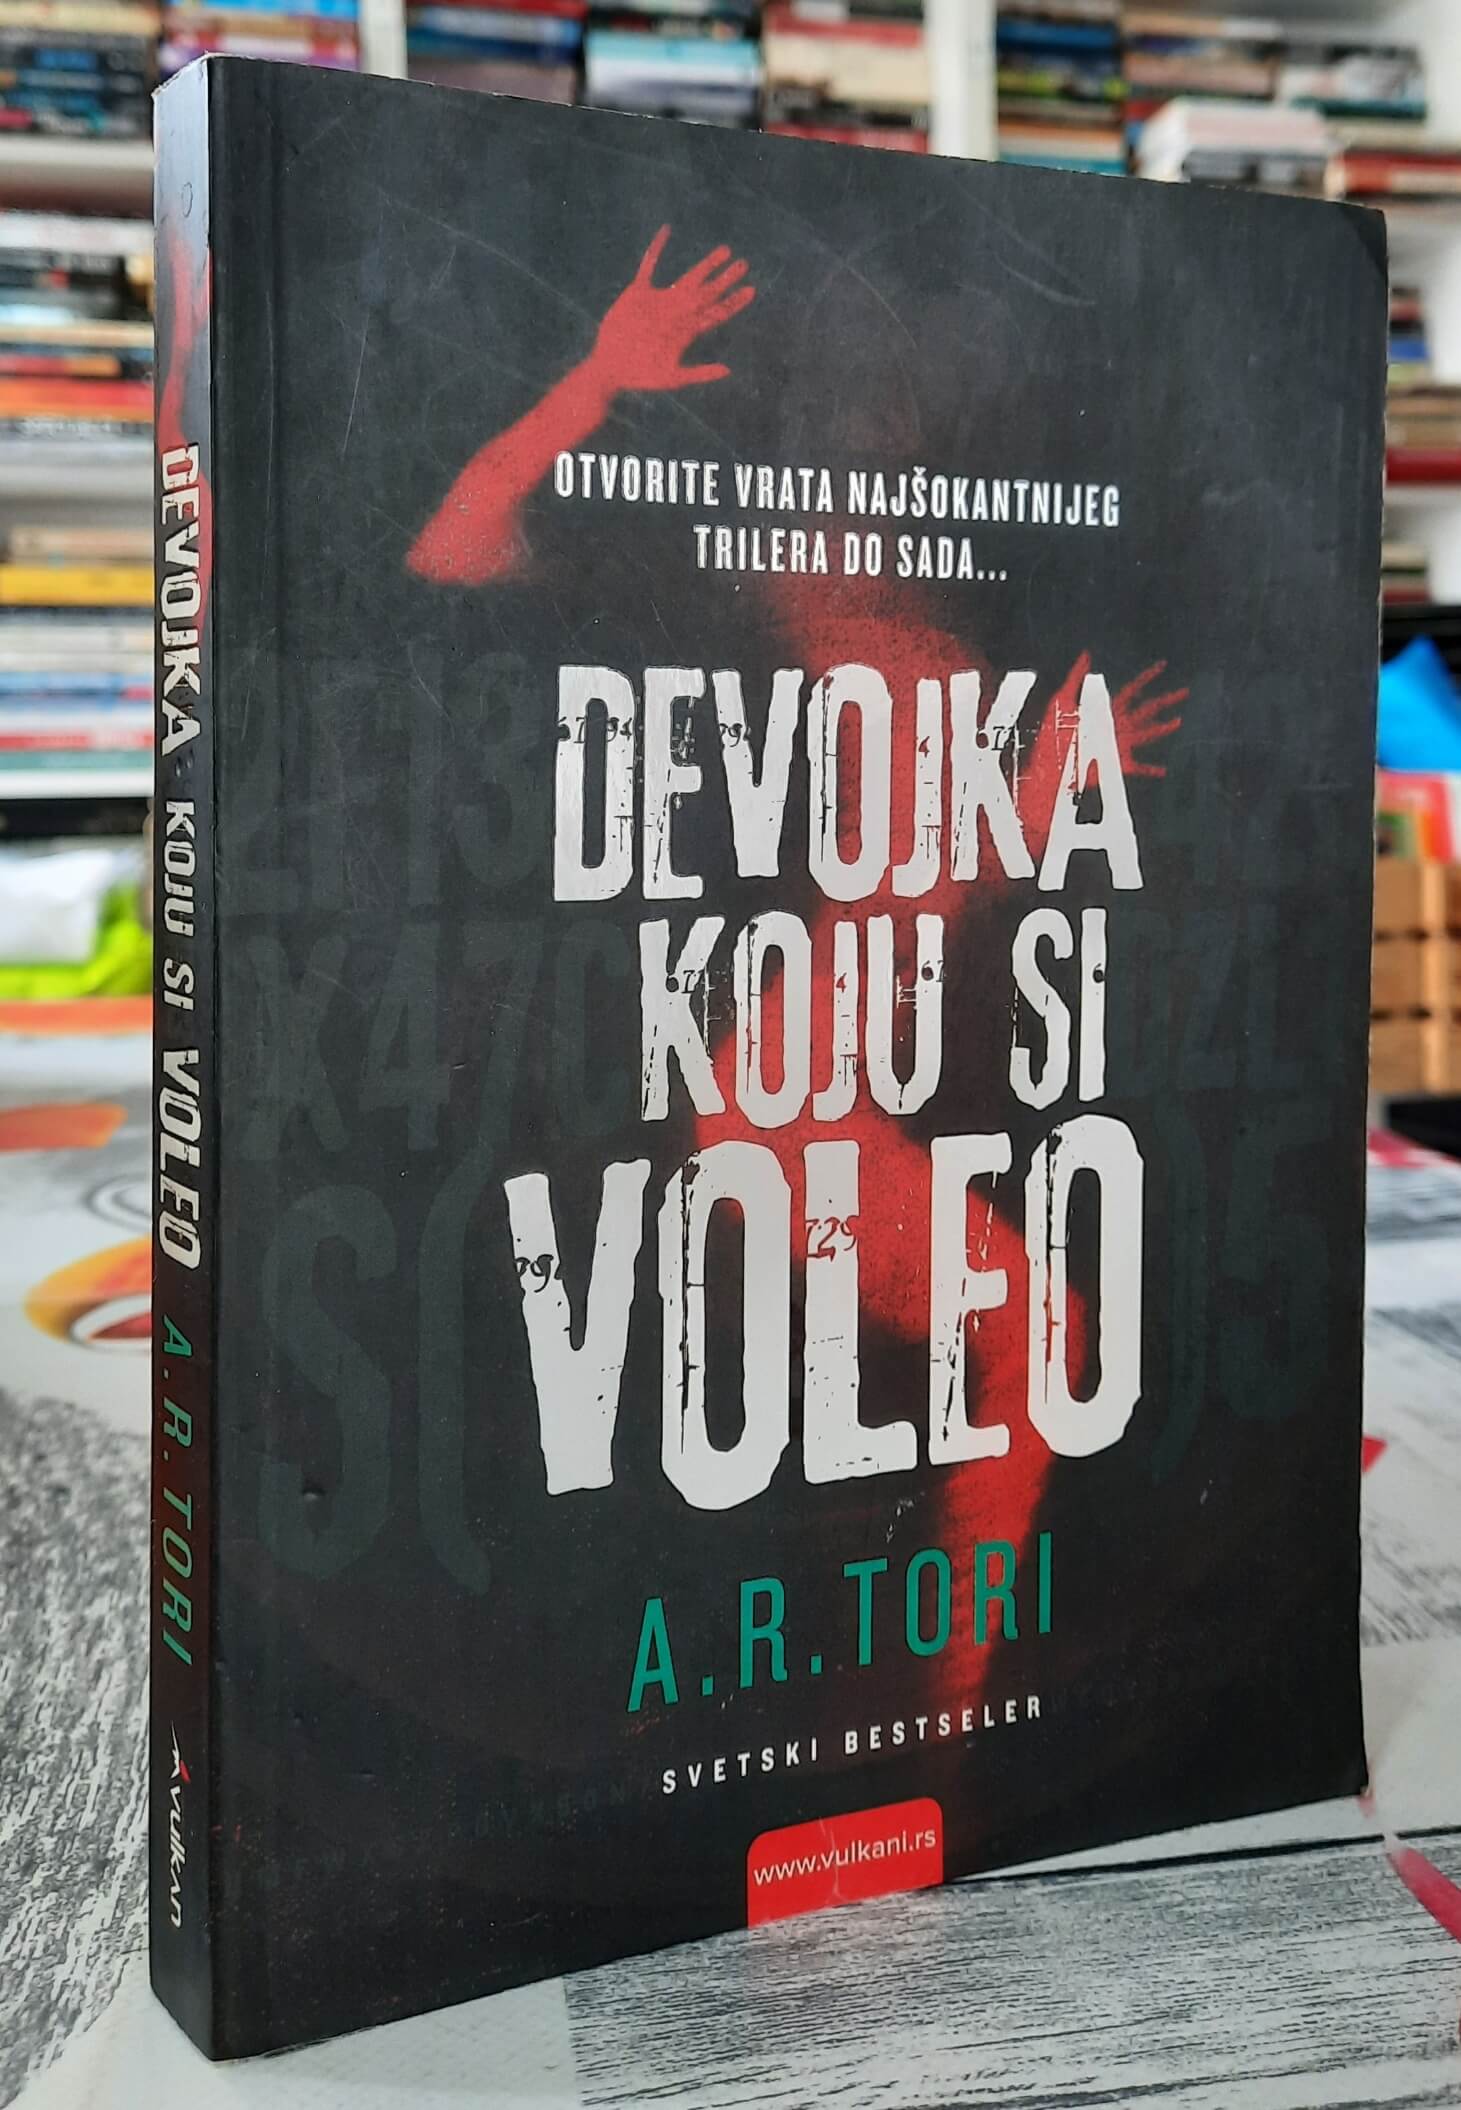 DEVOJKA KOJU SI VOLEO A.R. TORI VULKAN
OTVORITE VRATA NAJŠOKANTNIJEG
TRILERA DO SADA...
DEVOJKA
KOJU SI
VOLEO
A.R.TORI
SVETSKI BESTSELER
www.vulkani.rs